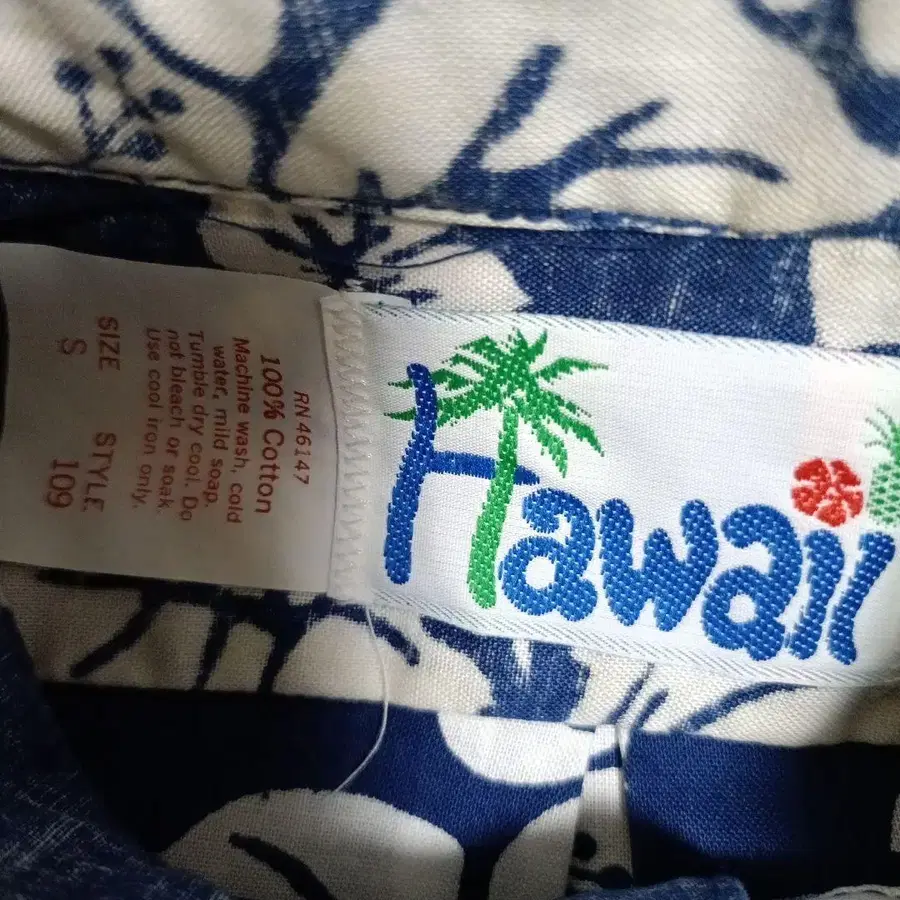 RN 46147
100% Cotton
Machine wash, cold
water, mild soap.
Tumble dry cool. Do
not bleach or soak.
Use cool iron only.
SIZE STYLE
S 109
Hawaii